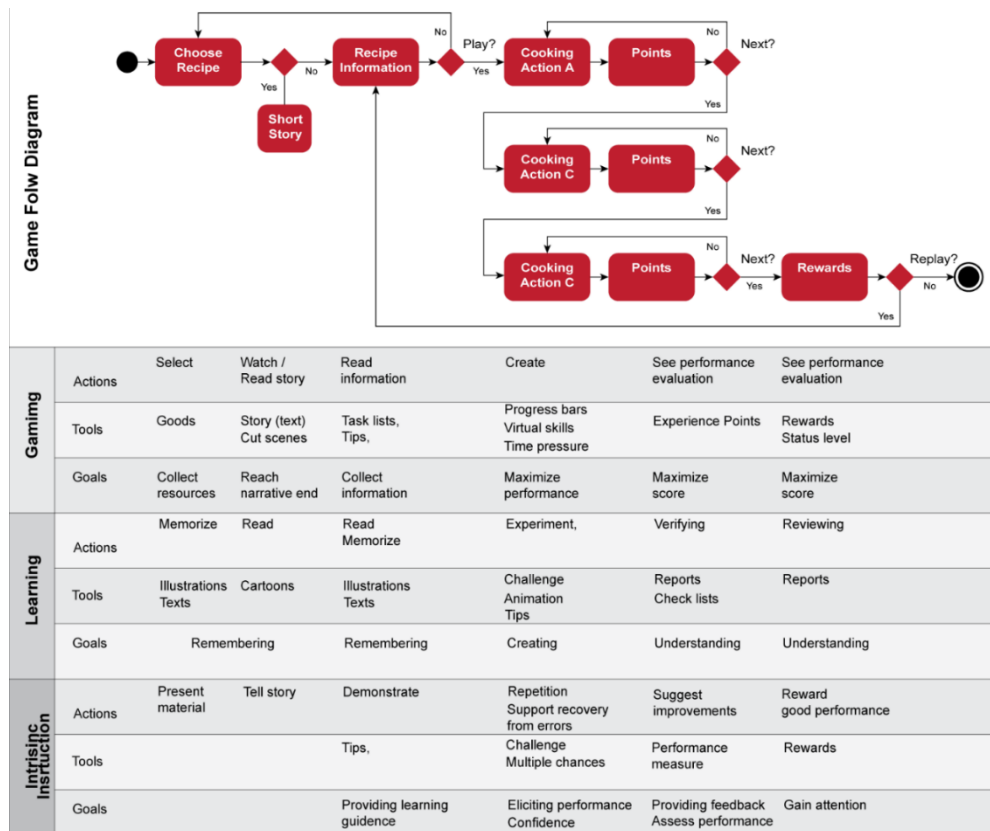 Game Folw Diagram
No
Choose
Recipe
No
Recipe
Information
Play?
Yes
Cooking
Action A
Points
No
Next?
Yes
Yes
Short
Story
Cooking
Action C
Points
No
Next?
Yes
Cooking
Action C
Points
No
Next?
Yes
Rewards
Replay?
No
Yes
Gamimg
Actions
Select
Watch /
Read story
Read
information
Create
See performance
evaluation
See performance
evaluation
Tools
Goods
Story (text)
Cut scenes
Task lists,
Tips,
Progress bars
Virtual skills
Time pressure
Experience Points
Rewards
Status level
Goals
Collect
resources
Reach
narrative end
Collect
information
Maximize
performance
Maximize
score
Maximize
score
Learning
Actions
Memorize
Read
Read
Memorize
Experiment,
Verifying
Reviewing
Tools
Illustrations
Texts
Cartoons
Illustrations
Texts
Challenge
Animation
Tips
Reports
Check lists
Reports
Goals
Remembering
Remembering
Creating
Understanding
Understanding
Intrisinc
Insrtuction
Actions
Present
material
Tell story
Demonstrate
Repetition
Support recovery
from errors
Suggest
improvements
Reward
good performance
Tools
Tips,
Challenge
Multiple chances
Performance
measure
Rewards
Goals
Providing learning
guidence
Eliciting performance
Confidence
Providing feedback
Assess performance
Gain attention